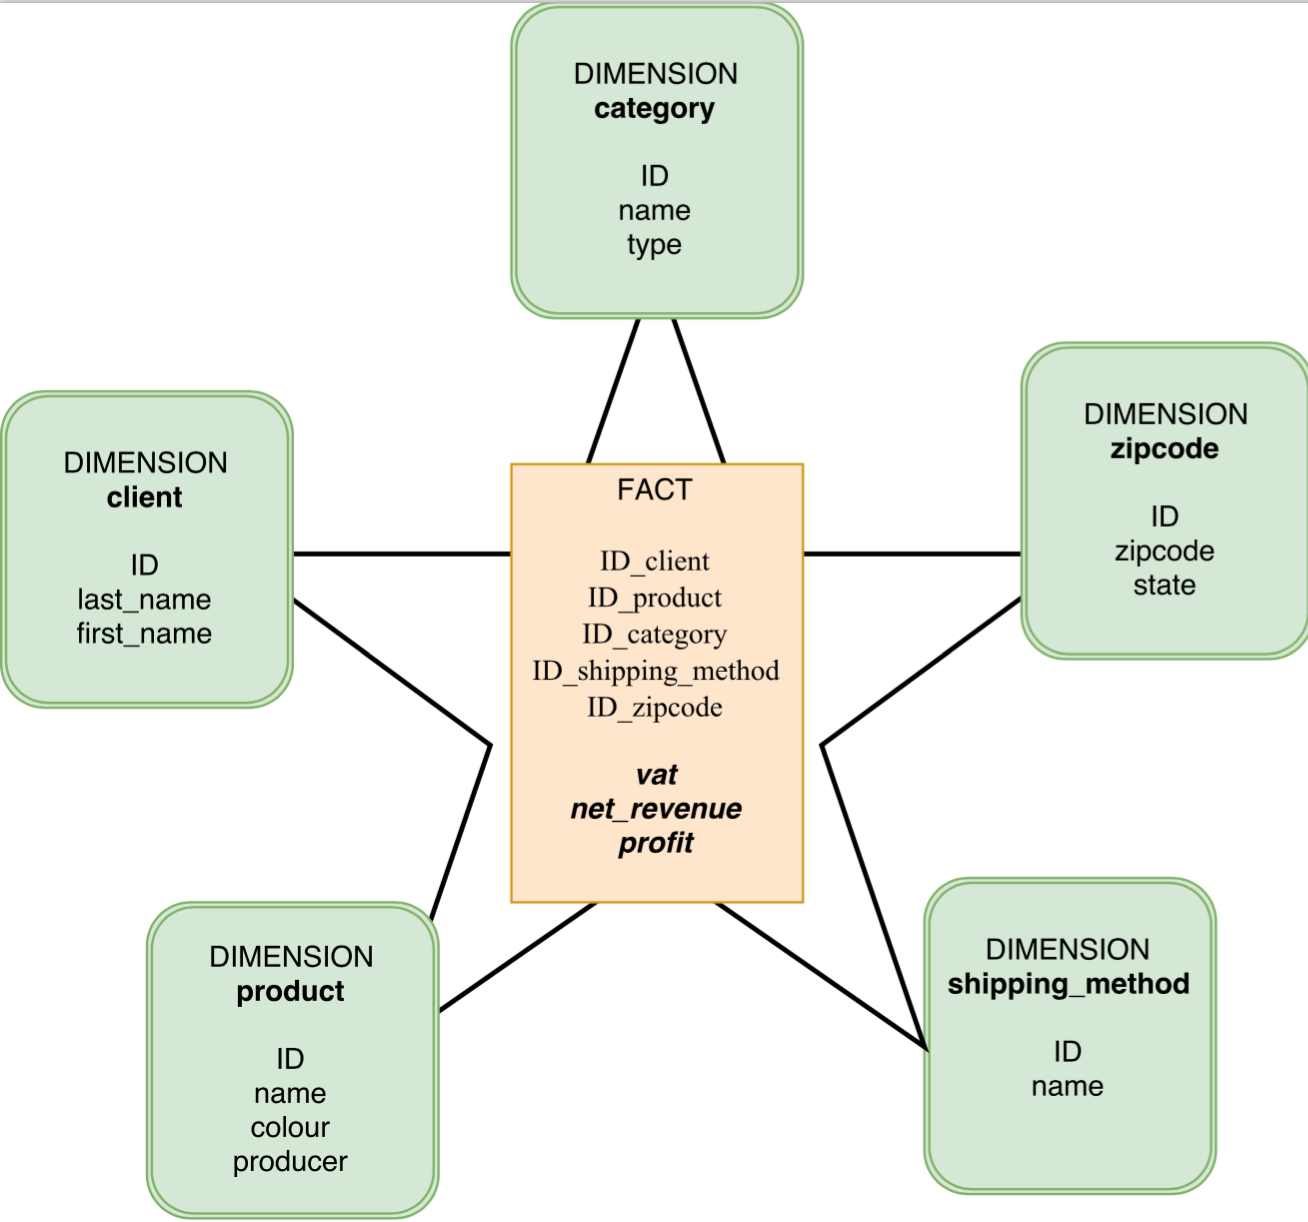 DIMENSION
category
ID
name
type
DIMENSION
client
ID
last_name
first_name
FACT
ID_client
ID_product
ID_category
ID_shipping_method
ID_zipcode
vat
net_revenue
profit
DIMENSION
zipcode
ID
zipcode
state
DIMENSION
product
ID
name
colour
producer
DIMENSION
shipping_method
ID
name